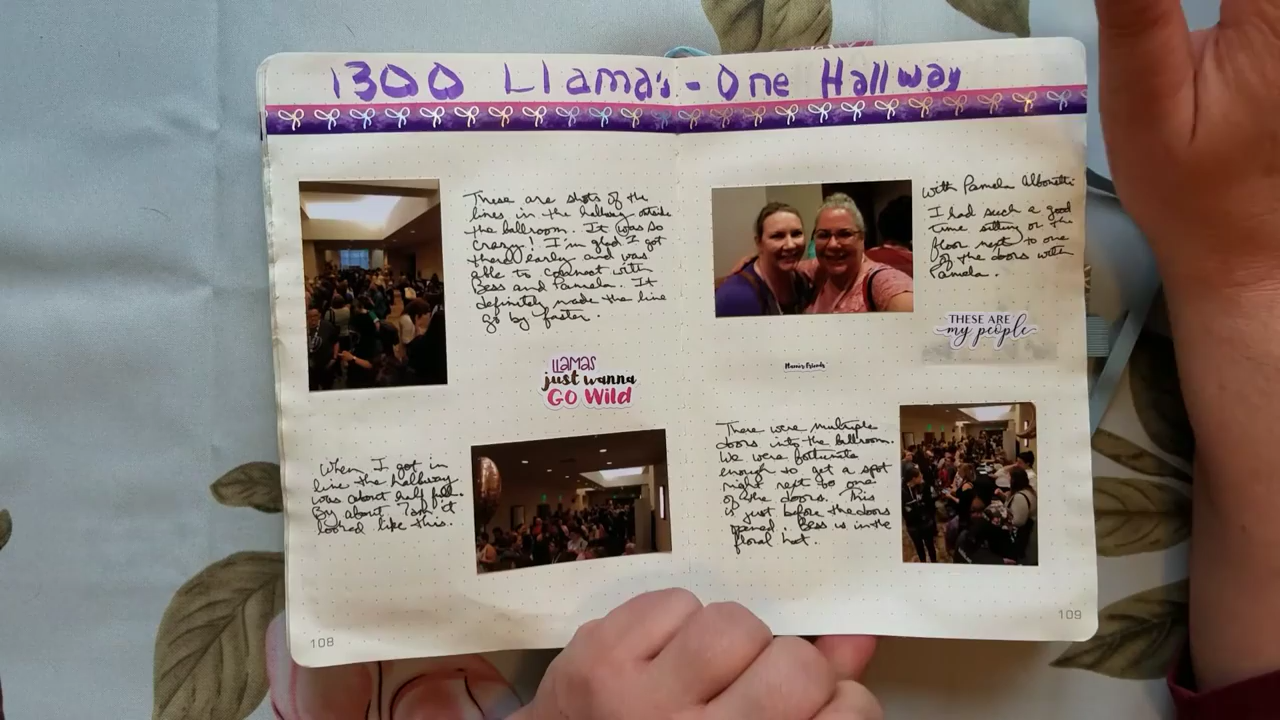 1300 Llama's - One Hallway
These are shots of the
lines in the hallway outside
the ballroom. It was so
crazy! I'm glad I got
there early and was
able to connect with
Bess and Pamela. It
definitely made the line
go by faster.
LLAMAS
just wanna
GO Wild
When I got in
line the hallway
was about half full.
By about 7am it
looked like this.
108
with Pamela
I had such a good
time sitting on the
floor next to one
of the doors with
Pamela.
THESE ARE
my people
There were multiple
doors into the ballroom.
We were fortunate
enough to get a spot
right next to one
of the doors. This
is just before the doors
opened. Bess is in the
floral hat.
109